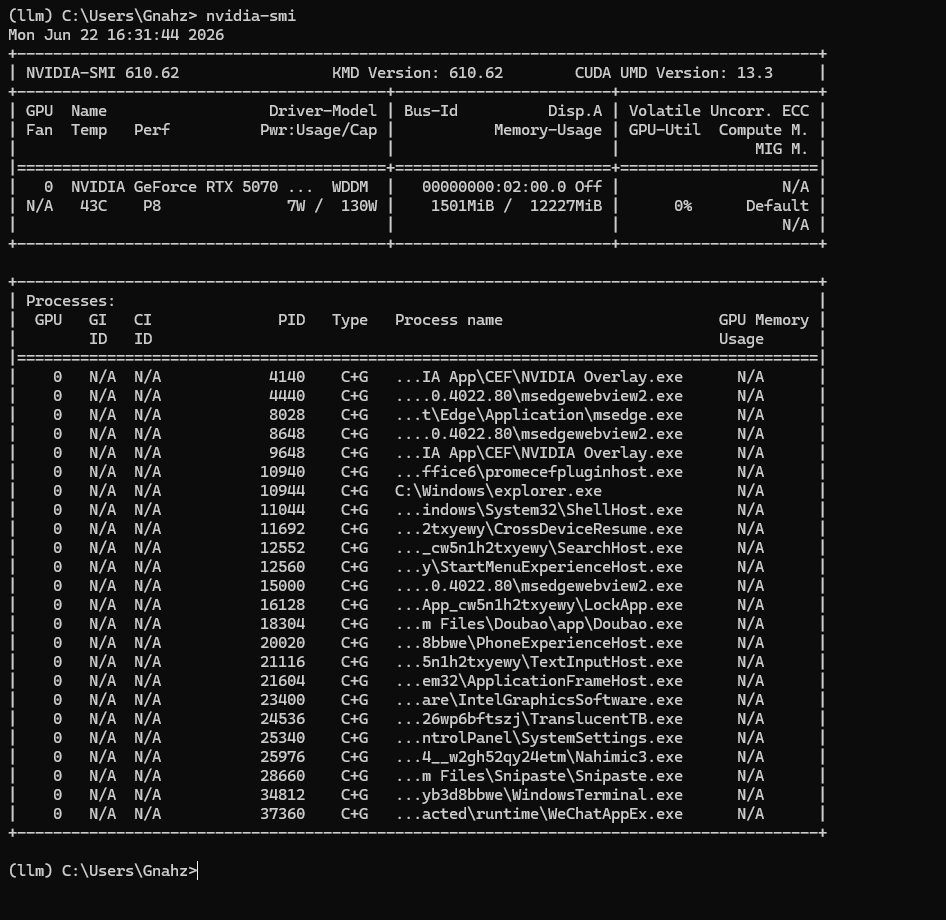 (llm) C:\Users\Gnahz> nvidia-smi
Mon Jun 22 16:31:44 2026
+-----------------------------------------------------------------------------------------+
| NVIDIA-SMI 610.62                 KMD Version: 610.62        CUDA UMD Version: 13.3     |
+-----------------------------------------+------------------------+----------------------+
| GPU  Name                  Driver-Model | Bus-Id          Disp.A | Volatile Uncorr. ECC |
| Fan  Temp   Perf          Pwr:Usage/Cap |           Memory-Usage | GPU-Util  Compute M. |
|                                         |                        |               MIG M. |
|=========================================+========================+======================|
|   0  NVIDIA GeForce RTX 5070 ...  WDDM  |   00000000:02:00.0 Off |                  N/A |
| N/A   43C    P8              7W /  130W |    1501MiB /  12227MiB |      0%      Default |
|                                         |                        |                  N/A |
+-----------------------------------------+------------------------+----------------------+
+-----------------------------------------------------------------------------------------+
| Processes:                                                                              |
|  GPU   GI   CI              PID   Type   Process name                        GPU Memory |
|        ID   ID                                                               Usage      |
|=========================================================================================|
|    0   N/A  N/A            4140    C+G   ...IA App\CEF\NVIDIA Overlay.exe      N/A      |
|    0   N/A  N/A            4440    C+G   ....0.4022.80\msedgewebview2.exe      N/A      |
|    0   N/A  N/A            8028    C+G   ...t\Edge\Application\msedge.exe      N/A      |
|    0   N/A  N/A            8648    C+G   ....0.4022.80\msedgewebview2.exe      N/A      |
|    0   N/A  N/A            9648    C+G   ...IA App\CEF\NVIDIA Overlay.exe      N/A      |
|    0   N/A  N/A           10940    C+G   ...ffice6\promecefpluginhost.exe      N/A      |
|    0   N/A  N/A           10944    C+G   C:\Windows\explorer.exe               N/A      |
|    0   N/A  N/A           11044    C+G   ...indows\System32\ShellHost.exe      N/A      |
|    0   N/A  N/A           11692    C+G   ...2txyewy\CrossDeviceResume.exe      N/A      |
|    0   N/A  N/A           12552    C+G   ..._cw5n1h2txyewy\SearchHost.exe      N/A      |
|    0   N/A  N/A           12560    C+G   ...y\StartMenuExperienceHost.exe      N/A      |
|    0   N/A  N/A           15000    C+G   ....0.4022.80\msedgewebview2.exe      N/A      |
|    0   N/A  N/A           16128    C+G   ...App_cw5n1h2txyewy\LockApp.exe      N/A      |
|    0   N/A  N/A           18304    C+G   ...m Files\Doubao\app\Doubao.exe      N/A      |
|    0   N/A  N/A           20020    C+G   ...8bbwe\PhoneExperienceHost.exe      N/A      |
|    0   N/A  N/A           21116    C+G   ...5n1h2txyewy\TextInputHost.exe      N/A      |
|    0   N/A  N/A           21604    C+G   ...em32\ApplicationFrameHost.exe      N/A      |
|    0   N/A  N/A           23400    C+G   ...are\IntelGraphicsSoftware.exe      N/A      |
|    0   N/A  N/A           24536    C+G   ...26wp6bftszj\TranslucentTB.exe      N/A      |
|    0   N/A  N/A           25340    C+G   ...ntrolPanel\SystemSettings.exe      N/A      |
|    0   N/A  N/A           25976    C+G   ...4__w2gh52qy24etm\Nahimic3.exe      N/A      |
|    0   N/A  N/A           28660    C+G   ...m Files\Snipaste\Snipaste.exe      N/A      |
|    0   N/A  N/A           34812    C+G   ...yb3d8bbwe\WindowsTerminal.exe      N/A      |
|    0   N/A  N/A           37360    C+G   ...acted\runtime\WeChatAppEx.exe      N/A      |
+-----------------------------------------------------------------------------------------+
(llm) C:\Users\Gnahz>